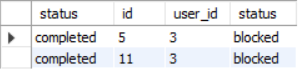 status id user_id status
completed 5 3 blocked
completed 11 3 blocked